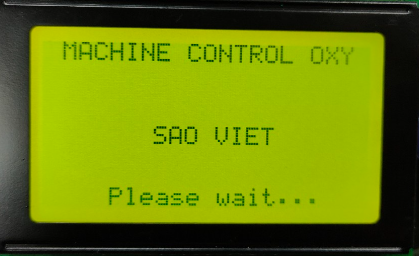 MACHINE CONTROL OXY
SAO VIET
Please wait...